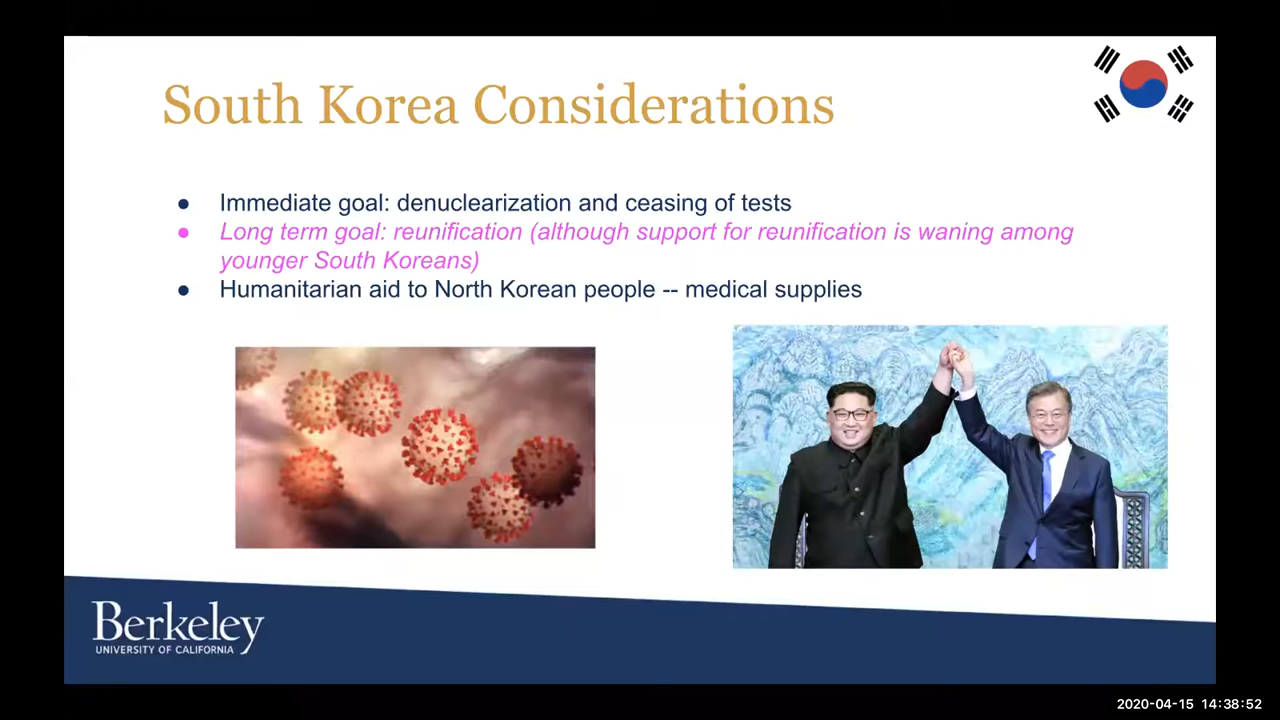 South Korea Considerations
● Immediate goal: denuclearization and ceasing of tests
● Long term goal: reunification (although support for reunification is waning among
younger South Koreans)
● Humanitarian aid to North Korean people -- medical supplies
Berkeley
UNIVERSITY OF CALIFORNIA
2020-04-15 14:38:52